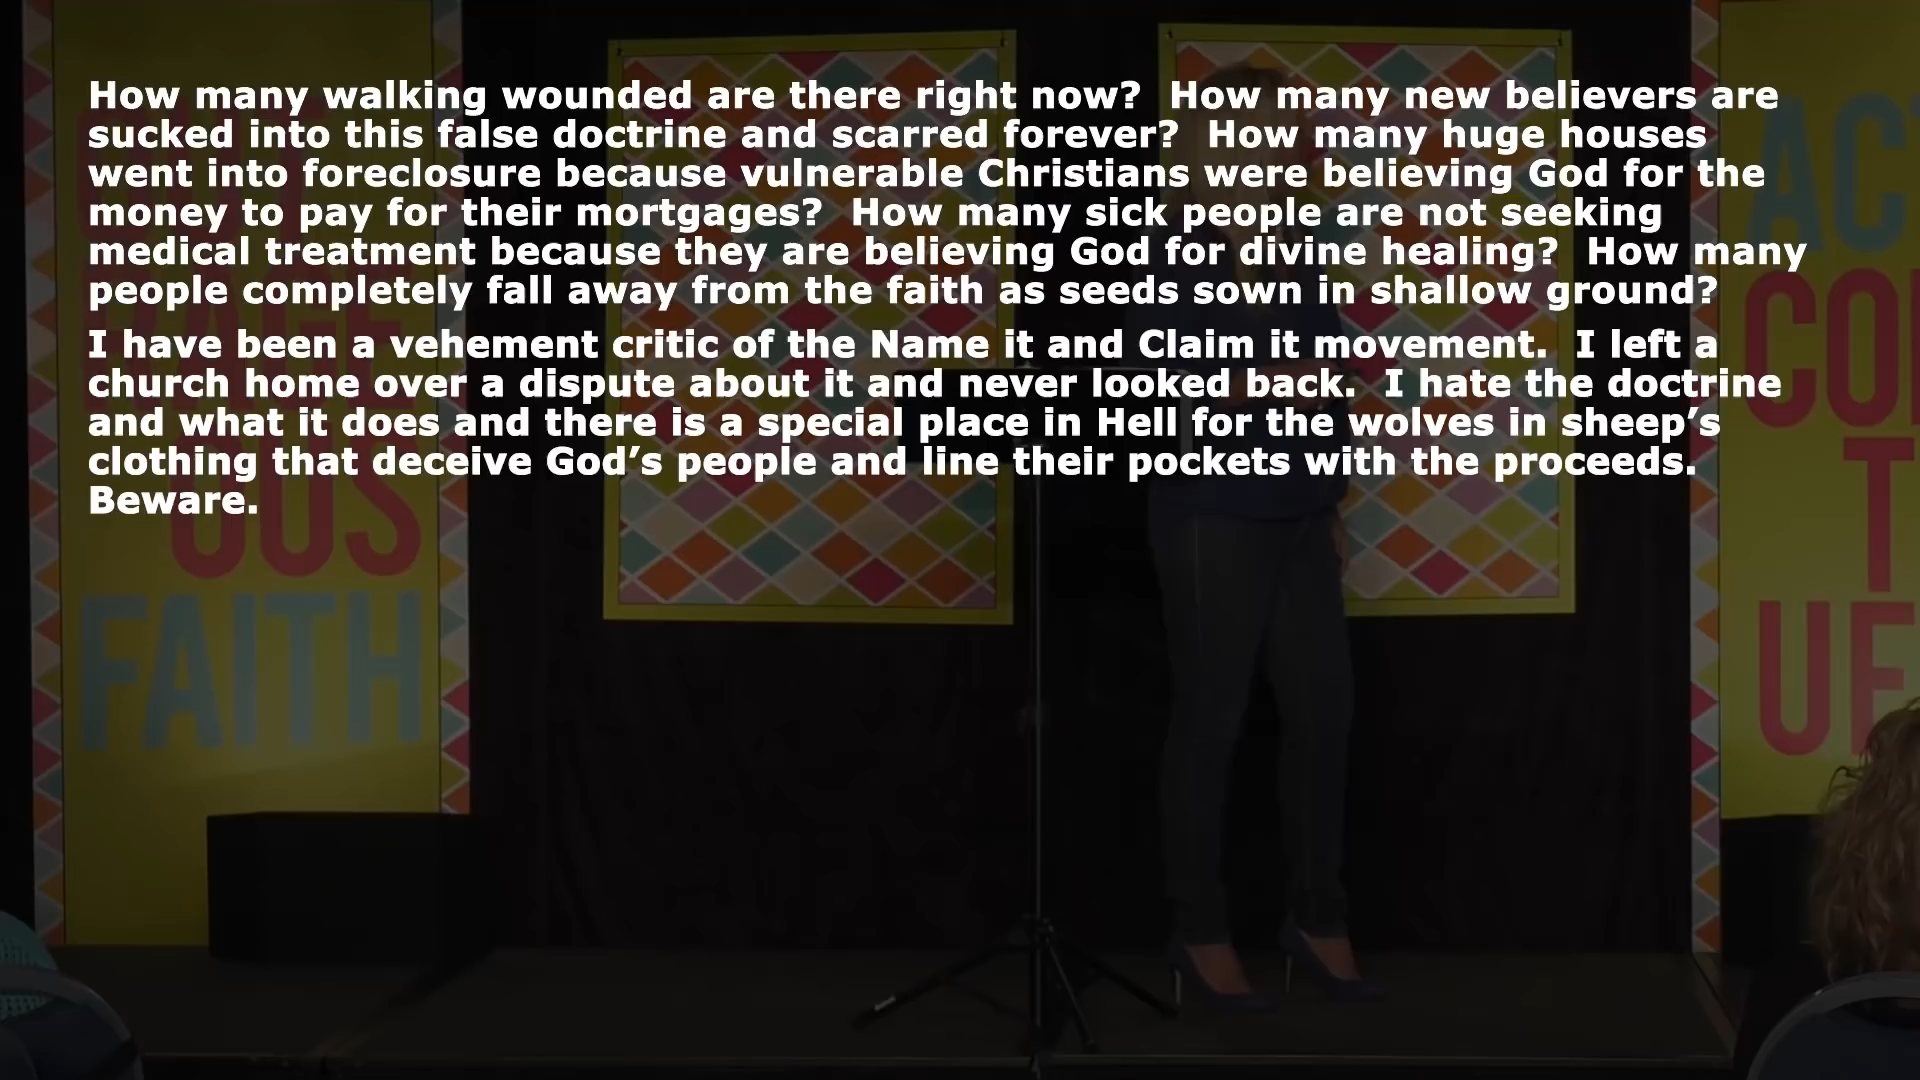 How many walking wounded are there right now?  How many new believers are
sucked into this false doctrine and scarred forever?  How many huge houses
went into foreclosure because vulnerable Christians were believing God for the
money to pay for their mortgages?  How many sick people are not seeking
medical treatment because they are believing God for divine healing?  How many
people completely fall away from the faith as seeds sown in shallow ground?
I have been a vehement critic of the Name it and Claim it movement.  I left a
church home over a dispute about it and never looked back.  I hate the doctrine
and what it does and there is a special place in Hell for the wolves in sheep’s
clothing that deceive God’s people and line their pockets with the proceeds.
Beware.
OUS
FAITH